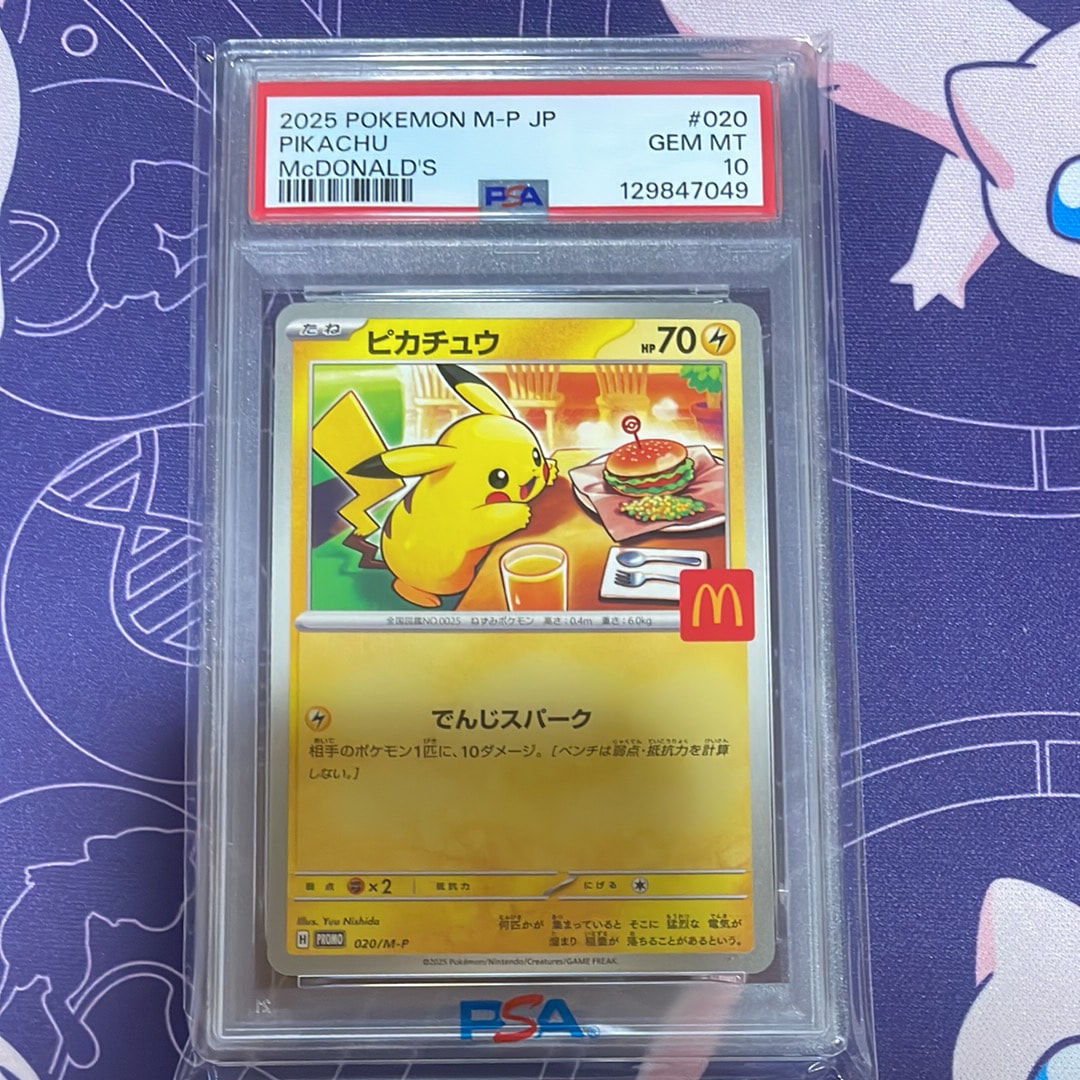 2025 POKEMON M-P JP #020
PIKACHU GEM MT
McDONALD'S 10
PSA 129847049
たね ピカチュウ HP70
全国図鑑NO.0025 ねずみポケモン 高さ:0.4m 重さ:6.0kg
でんじスパーク
相手のポケモン1匹に、10ダメージ。[ベンチは弱点・抵抗力を計算
しない。]
弱点 ×2 抵抗力 にげる
Illus. Yuu Nishida
何匹かが 集まっていると そこに 猛烈な 電気が
溜まり 稲妻が 落ちることがあるという。
H PROMO 020/M-P
©2025 Pokémon/Nintendo/Creatures/GAME FREAK.
PSA®